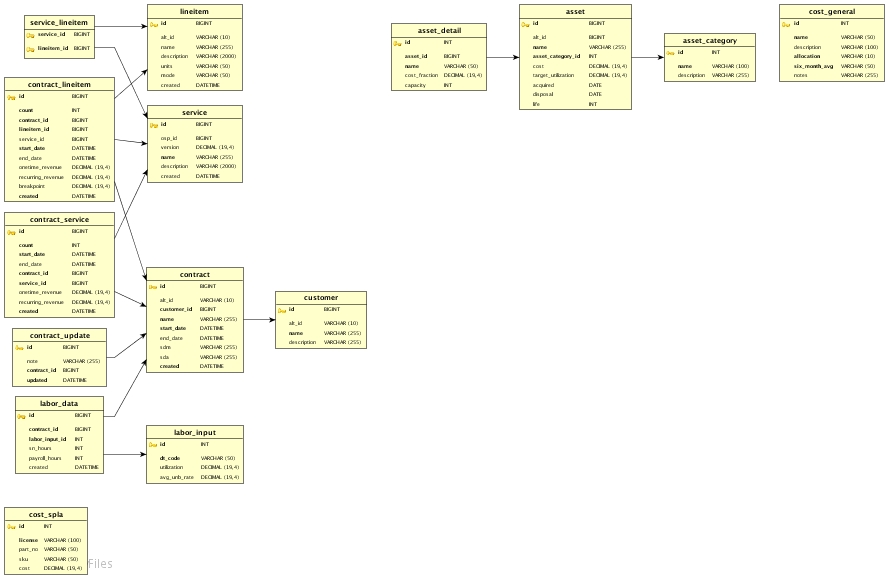 service_lineitem
service_id BIGINT
lineitem_id BIGINT
lineitem
id BIGINT
alt_id VARCHAR (10)
name VARCHAR (255)
description VARCHAR (2000)
units VARCHAR (50)
mode VARCHAR (50)
created DATETIME
contract_lineitem
id BIGINT
count INT
contract_id BIGINT
lineitem_id BIGINT
service_id BIGINT
start_date DATETIME
end_date DATETIME
onetime_revenue DECIMAL (19,4)
recurring_revenue DECIMAL (19,4)
breakpoint DECIMAL (19,4)
created DATETIME
service
id BIGINT
osp_id BIGINT
version DECIMAL (19,4)
name VARCHAR (255)
description VARCHAR (2000)
created DATETIME
contract_service
id BIGINT
count INT
start_date DATETIME
end_date DATETIME
contract_id BIGINT
service_id BIGINT
onetime_revenue DECIMAL (19,4)
recurring_revenue DECIMAL (19,4)
created DATETIME
contract
id BIGINT
alt_id VARCHAR (10)
customer_id BIGINT
name VARCHAR (255)
start_date DATETIME
end_date DATETIME
sdm VARCHAR (255)
sda VARCHAR (255)
created DATETIME
customer
id BIGINT
alt_id VARCHAR (10)
name VARCHAR (255)
description VARCHAR (255)
contract_update
id BIGINT
note VARCHAR (255)
contract_id BIGINT
updated DATETIME
labor_data
id BIGINT
contract_id BIGINT
labor_input_id INT
sn_hours INT
payroll_hours INT
created DATETIME
labor_input
id INT
dt_code VARCHAR (50)
utilization DECIMAL (19,4)
avg_unb_rate DECIMAL (19,4)
cost_spla
id INT
license VARCHAR (100)
part_no VARCHAR (50)
sku VARCHAR (50)
cost DECIMAL (19,4)
Files
asset_detail
id INT
asset_id BIGINT
name VARCHAR (50)
cost_fraction DECIMAL (19,4)
capacity INT
asset
id BIGINT
alt_id BIGINT
name VARCHAR (255)
asset_category_id INT
cost DECIMAL (19,4)
target_utilization DECIMAL (19,4)
acquired DATE
disposal DATE
life INT
asset_category
id INT
name VARCHAR (100)
description VARCHAR (255)
cost_general
id INT
name VARCHAR (50)
description VARCHAR (100)
allocation VARCHAR (10)
six_month_avg VARCHAR (50)
notes VARCHAR (255)